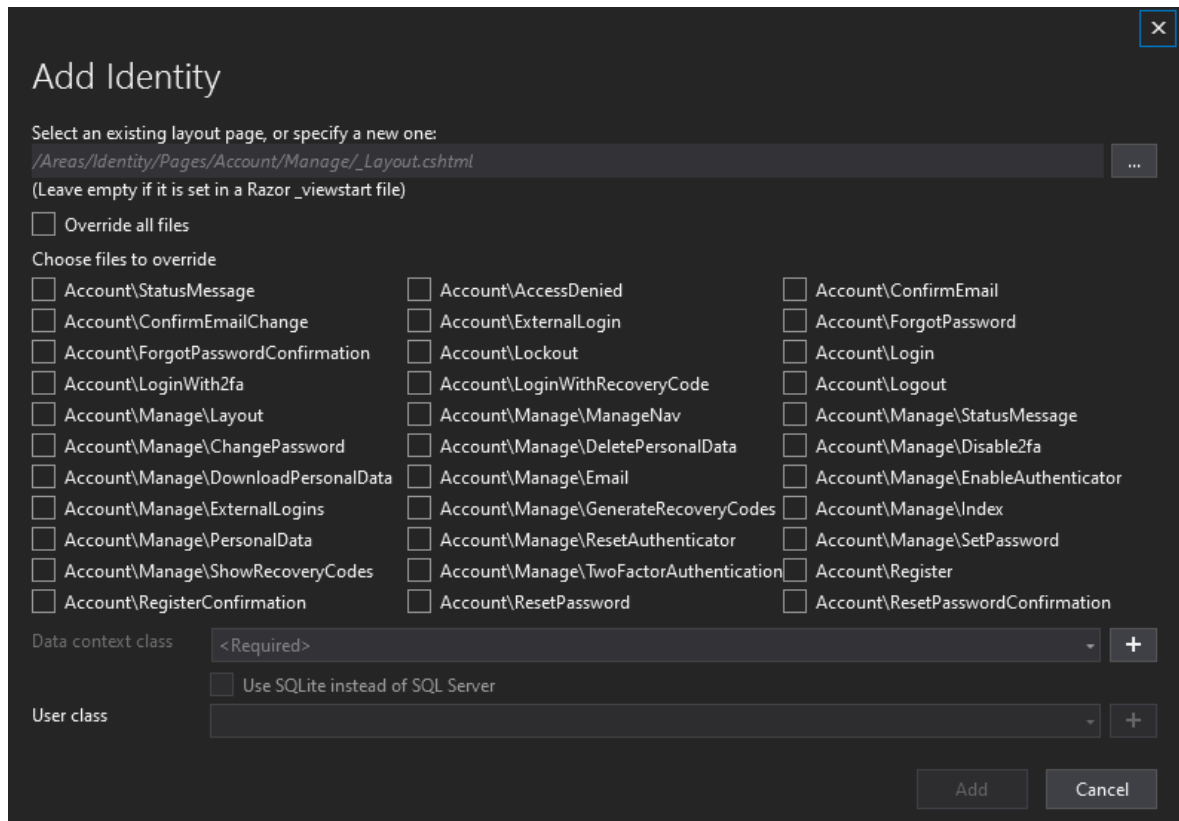 Add Identity
Select an existing layout page, or specify a new one:
/Areas/Identity/Pages/Account/Manage/_Layout.cshtml
...
(Leave empty if it is set in a Razor _viewstart file)
Override all files
Choose files to override
Account\StatusMessage Account\AccessDenied Account\ConfirmEmail
Account\ConfirmEmailChange Account\ExternalLogin Account\ForgotPassword
Account\ForgotPasswordConfirmation Account\Lockout Account\Login
Account\LoginWith2fa Account\LoginWithRecoveryCode Account\Logout
Account\Manage\Layout Account\Manage\ManageNav Account\Manage\StatusMessage
Account\Manage\ChangePassword Account\Manage\DeletePersonalData Account\Manage\Disable2fa
Account\Manage\DownloadPersonalData Account\Manage\Email Account\Manage\EnableAuthenticator
Account\Manage\ExternalLogins Account\Manage\GenerateRecoveryCodes Account\Manage\Index
Account\Manage\PersonalData Account\Manage\ResetAuthenticator Account\Manage\SetPassword
Account\Manage\ShowRecoveryCodes Account\Manage\TwoFactorAuthentication Account\Register
Account\RegisterConfirmation Account\ResetPassword Account\ResetPasswordConfirmation
Data context class <Required> +
Use SQLite instead of SQL Server
User class +
Add Cancel